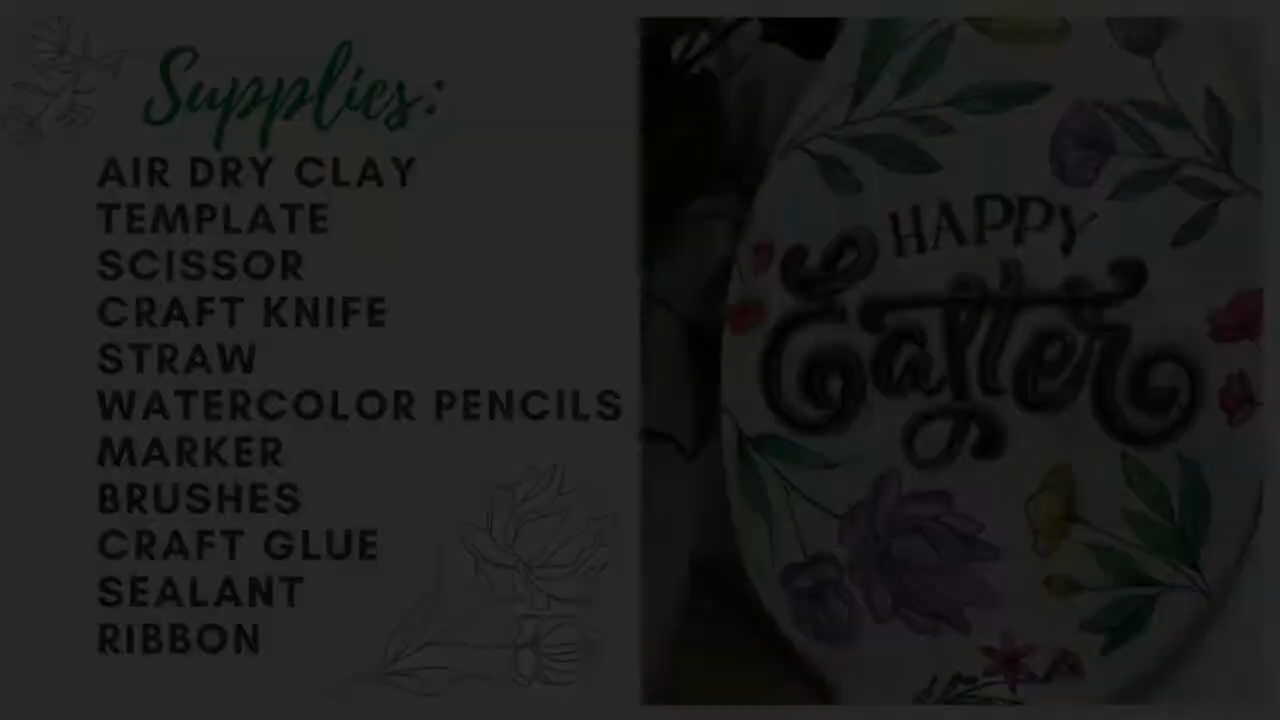 Supplies:
AIR DRY CLAY
TEMPLATE
SCISSOR
CRAFT KNIFE
STRAW
WATERCOLOR PENCILS
MARKER
BRUSHES
CRAFT GLUE
SEALANT
RIBBON
HAPPY
Easter